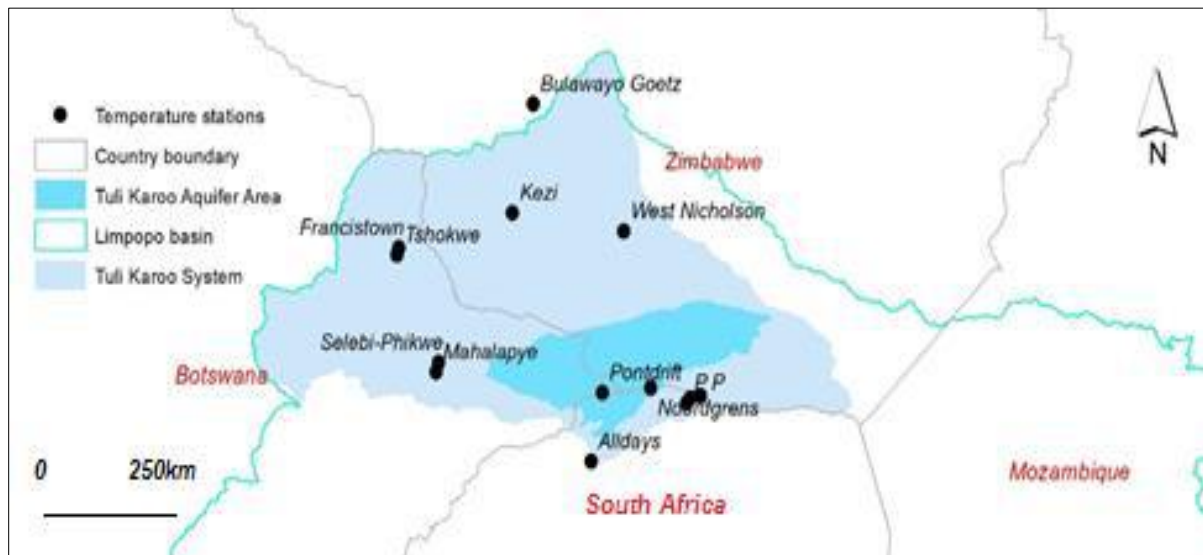 Bulawayo Goetz
Temperature stations
Country boundary
Tuli Karoo Aquifer Area
Limpopo basin
Tuli Karoo System
Zimbabwe
N
Kezi
West Nicholson
Francistown
Tshokwe
Selebi-Phikwe
Mahalapye
Botswana
Pontdrift
P.P
Noordgrens
Alldays
0 250km
South Africa
Mozambique